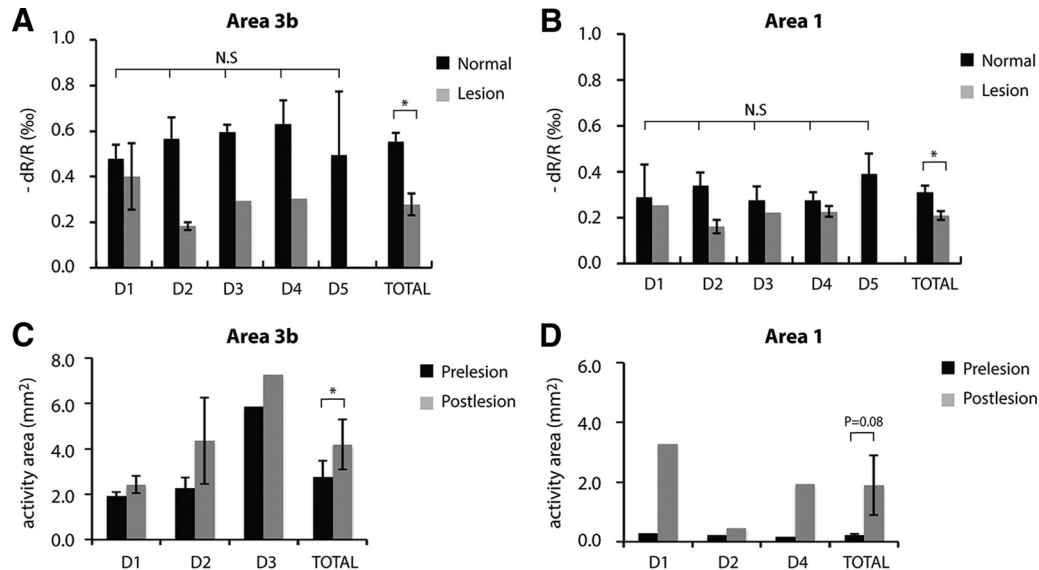 A
Area 3b
1.0
0.8
0.6
0.4
0.2
0.0
- dR/R (‰)
N.S
*
Normal
Lesion
D1 D2 D3 D4 D5 TOTAL
B
Area 1
1.0
0.8
0.6
0.4
0.2
0.0
- dR/R (‰)
N.S
*
Normal
Lesion
D1 D2 D3 D4 D5 TOTAL
C
Area 3b
8.0
6.0
4.0
2.0
0.0
activity area (mm²)
*
Prelesion
Postlesion
D1 D2 D3 TOTAL
D
Area 1
6.0
4.0
2.0
0.0
activity area (mm²)
P=0.08
Prelesion
Postlesion
D1 D2 D4 TOTAL